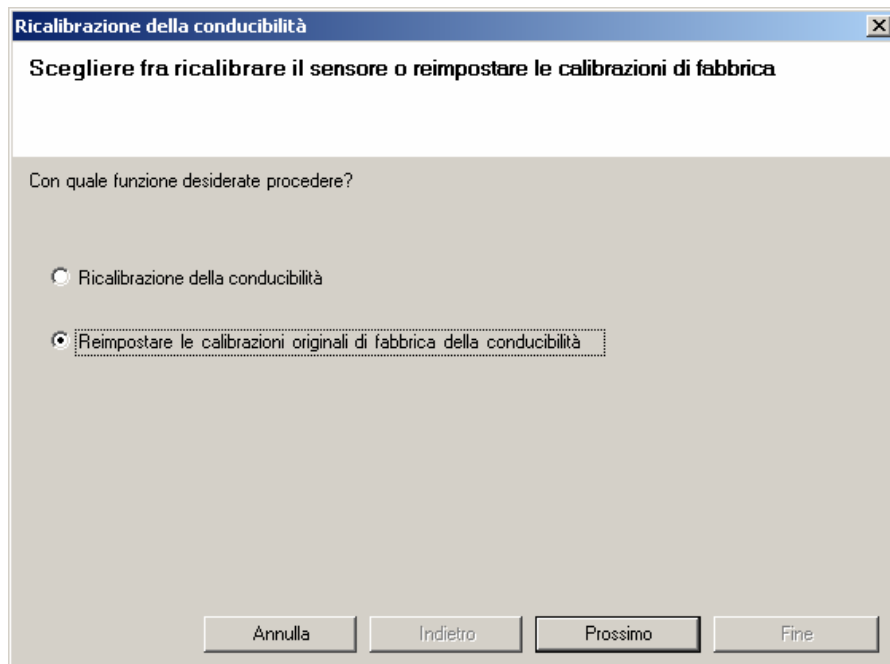 Ricalibrazione della conducibilità
Scegliere fra ricalibrare il sensore o reimpostare le calibrazioni di fabbrica
Con quale funzione desiderate procedere?
Ricalibrazione della conducibilità
Reimpostare le calibrazioni originali di fabbrica della conducibilità
Annulla Indietro Prossimo Fine